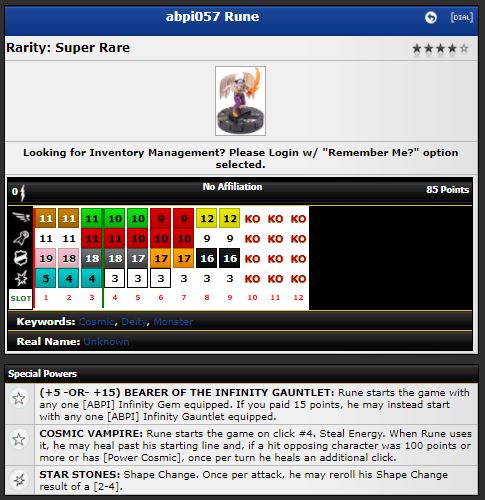 abpi057 Rune [DIAL]
Rarity: Super Rare
Looking for Inventory Management? Please Login w/ "Remember Me?" option
selected.
0 No Affiliation 85 Points
11 11 11 10 10 9 9 12 12 KO KO KO
11 11 11 11 10 10 10 9 9 KO KO KO
19 18 18 18 17 17 17 16 16 KO KO KO
5 4 4 3 3 3 3 3 3 KO KO KO
SLOT 1 2 3 4 5 6 7 8 9 10 11 12
Keywords: Cosmic, Deity, Monster
Real Name: Unknown
Special Powers
(+5 -OR- +15) BEARER OF THE INFINITY GAUNTLET: Rune starts the game with
any one [ABPI] Infinity Gem equipped. If you paid 15 points, he may instead start
with any one [ABPI] Infinity Gauntlet equipped.
COSMIC VAMPIRE: Rune starts the game on click #4. Steal Energy. When Rune uses
it, he may heal past his starting line and, if a hit opposing character was 100 points
or more or has [Power Cosmic], once per turn he heals an additional click.
STAR STONES: Shape Change. Once per attack, he may reroll his Shape Change
result of a [2-4].